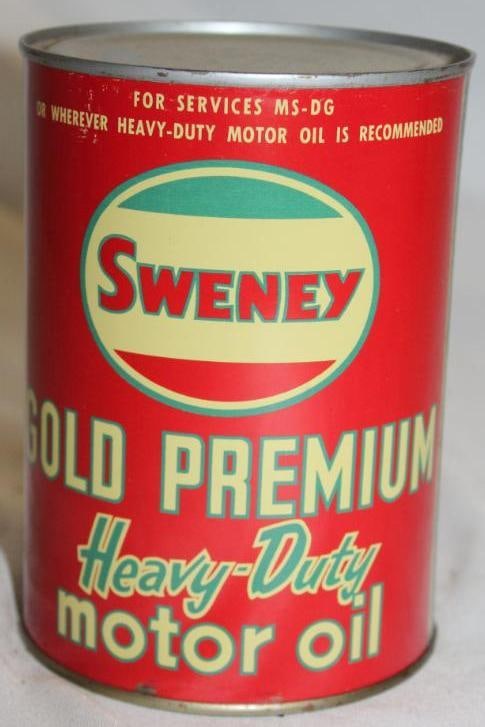 FOR SERVICES MS-DG
OR WHEREVER HEAVY-DUTY MOTOR OIL IS RECOMMENDED
SWENEY
GOLD PREMIUM
Heavy-Duty
motor oil